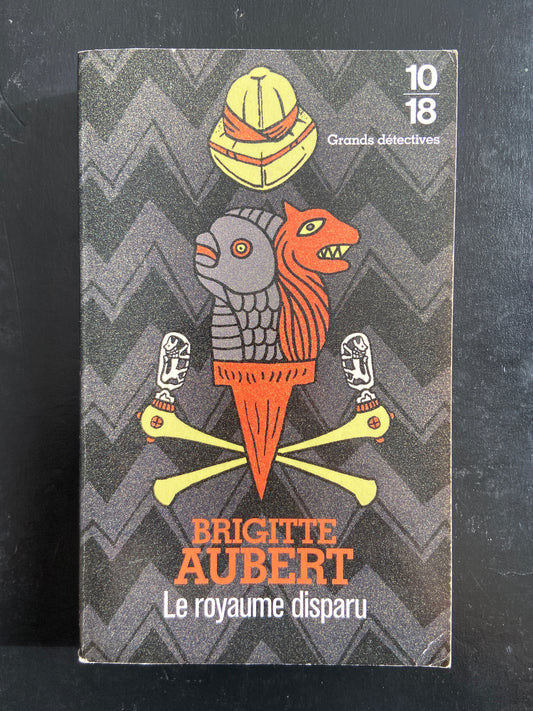 10
18
Grands détectives
BRIGITTE
AUBERT
Le royaume disparu